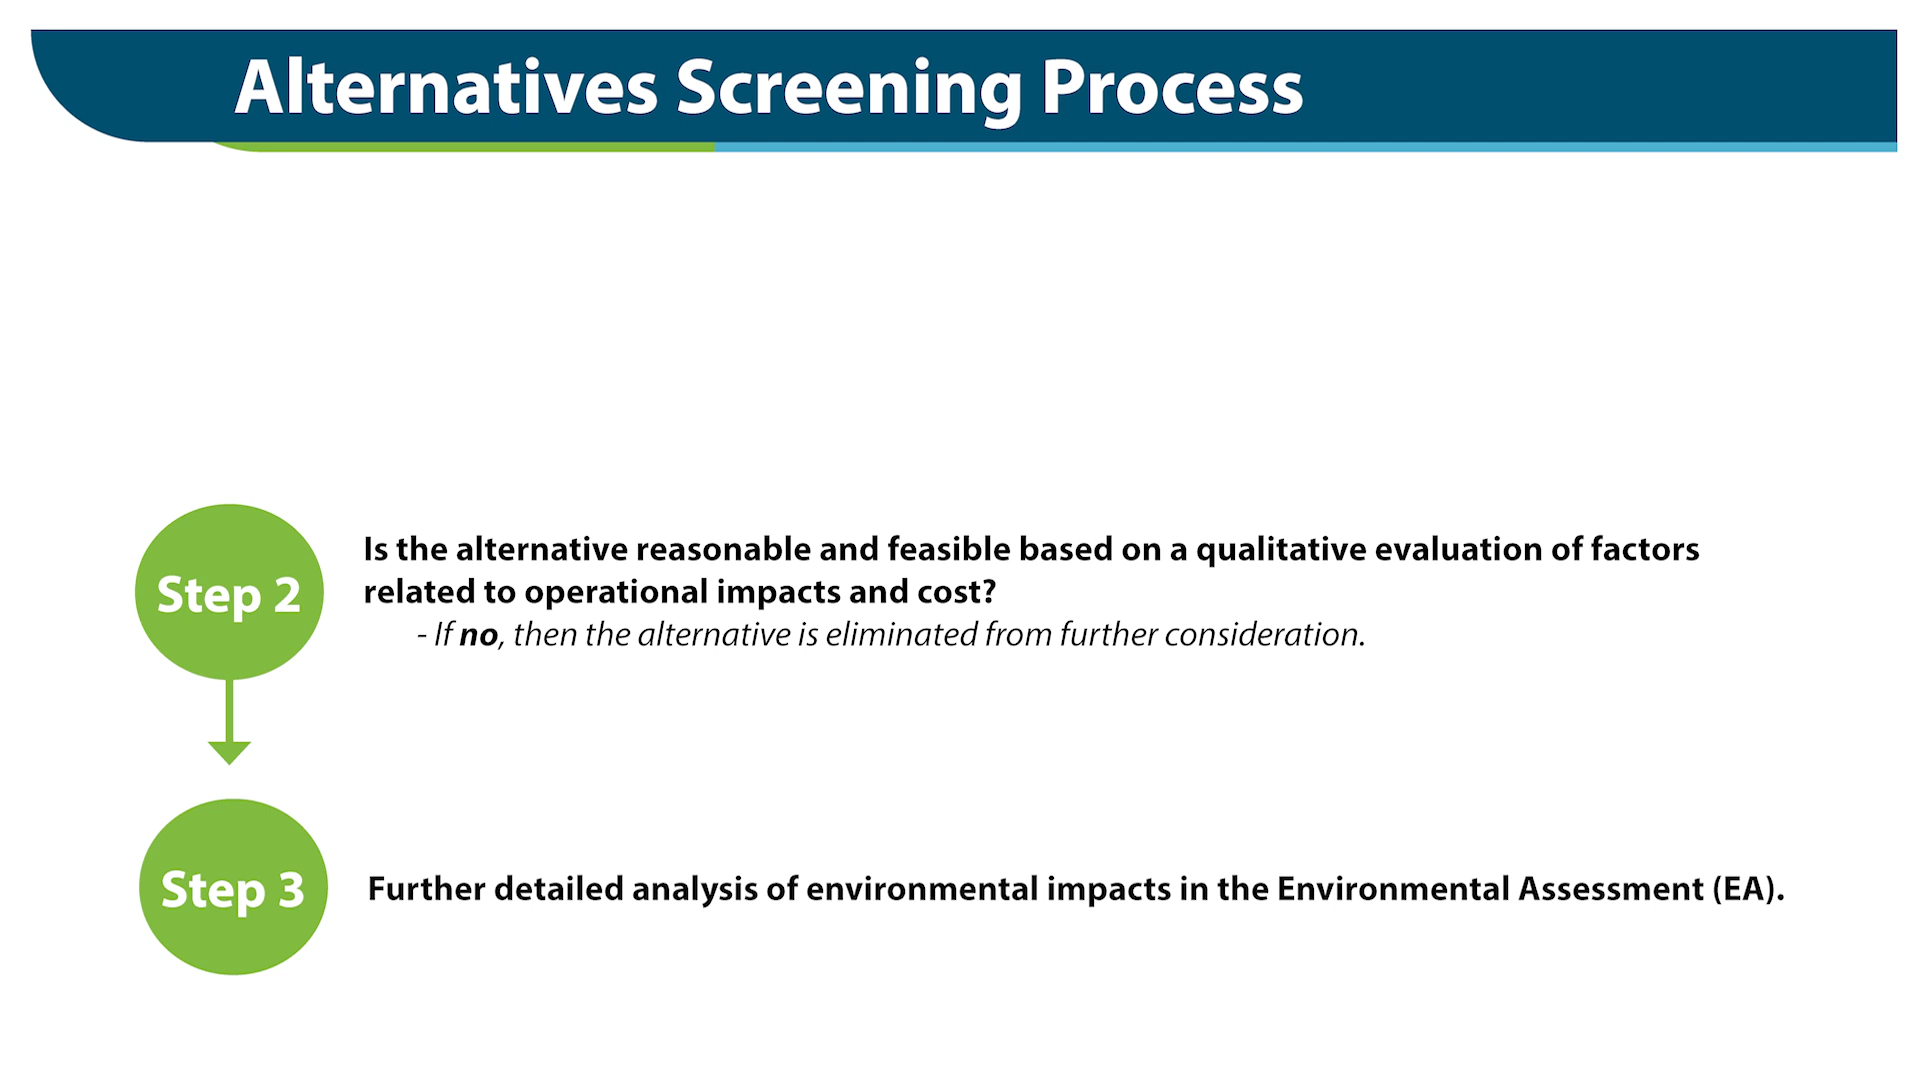 Alternatives Screening Process
Step 2
Is the alternative reasonable and feasible based on a qualitative evaluation of factors
related to operational impacts and cost?
- If no, then the alternative is eliminated from further consideration.
Step 3
Further detailed analysis of environmental impacts in the Environmental Assessment (EA).